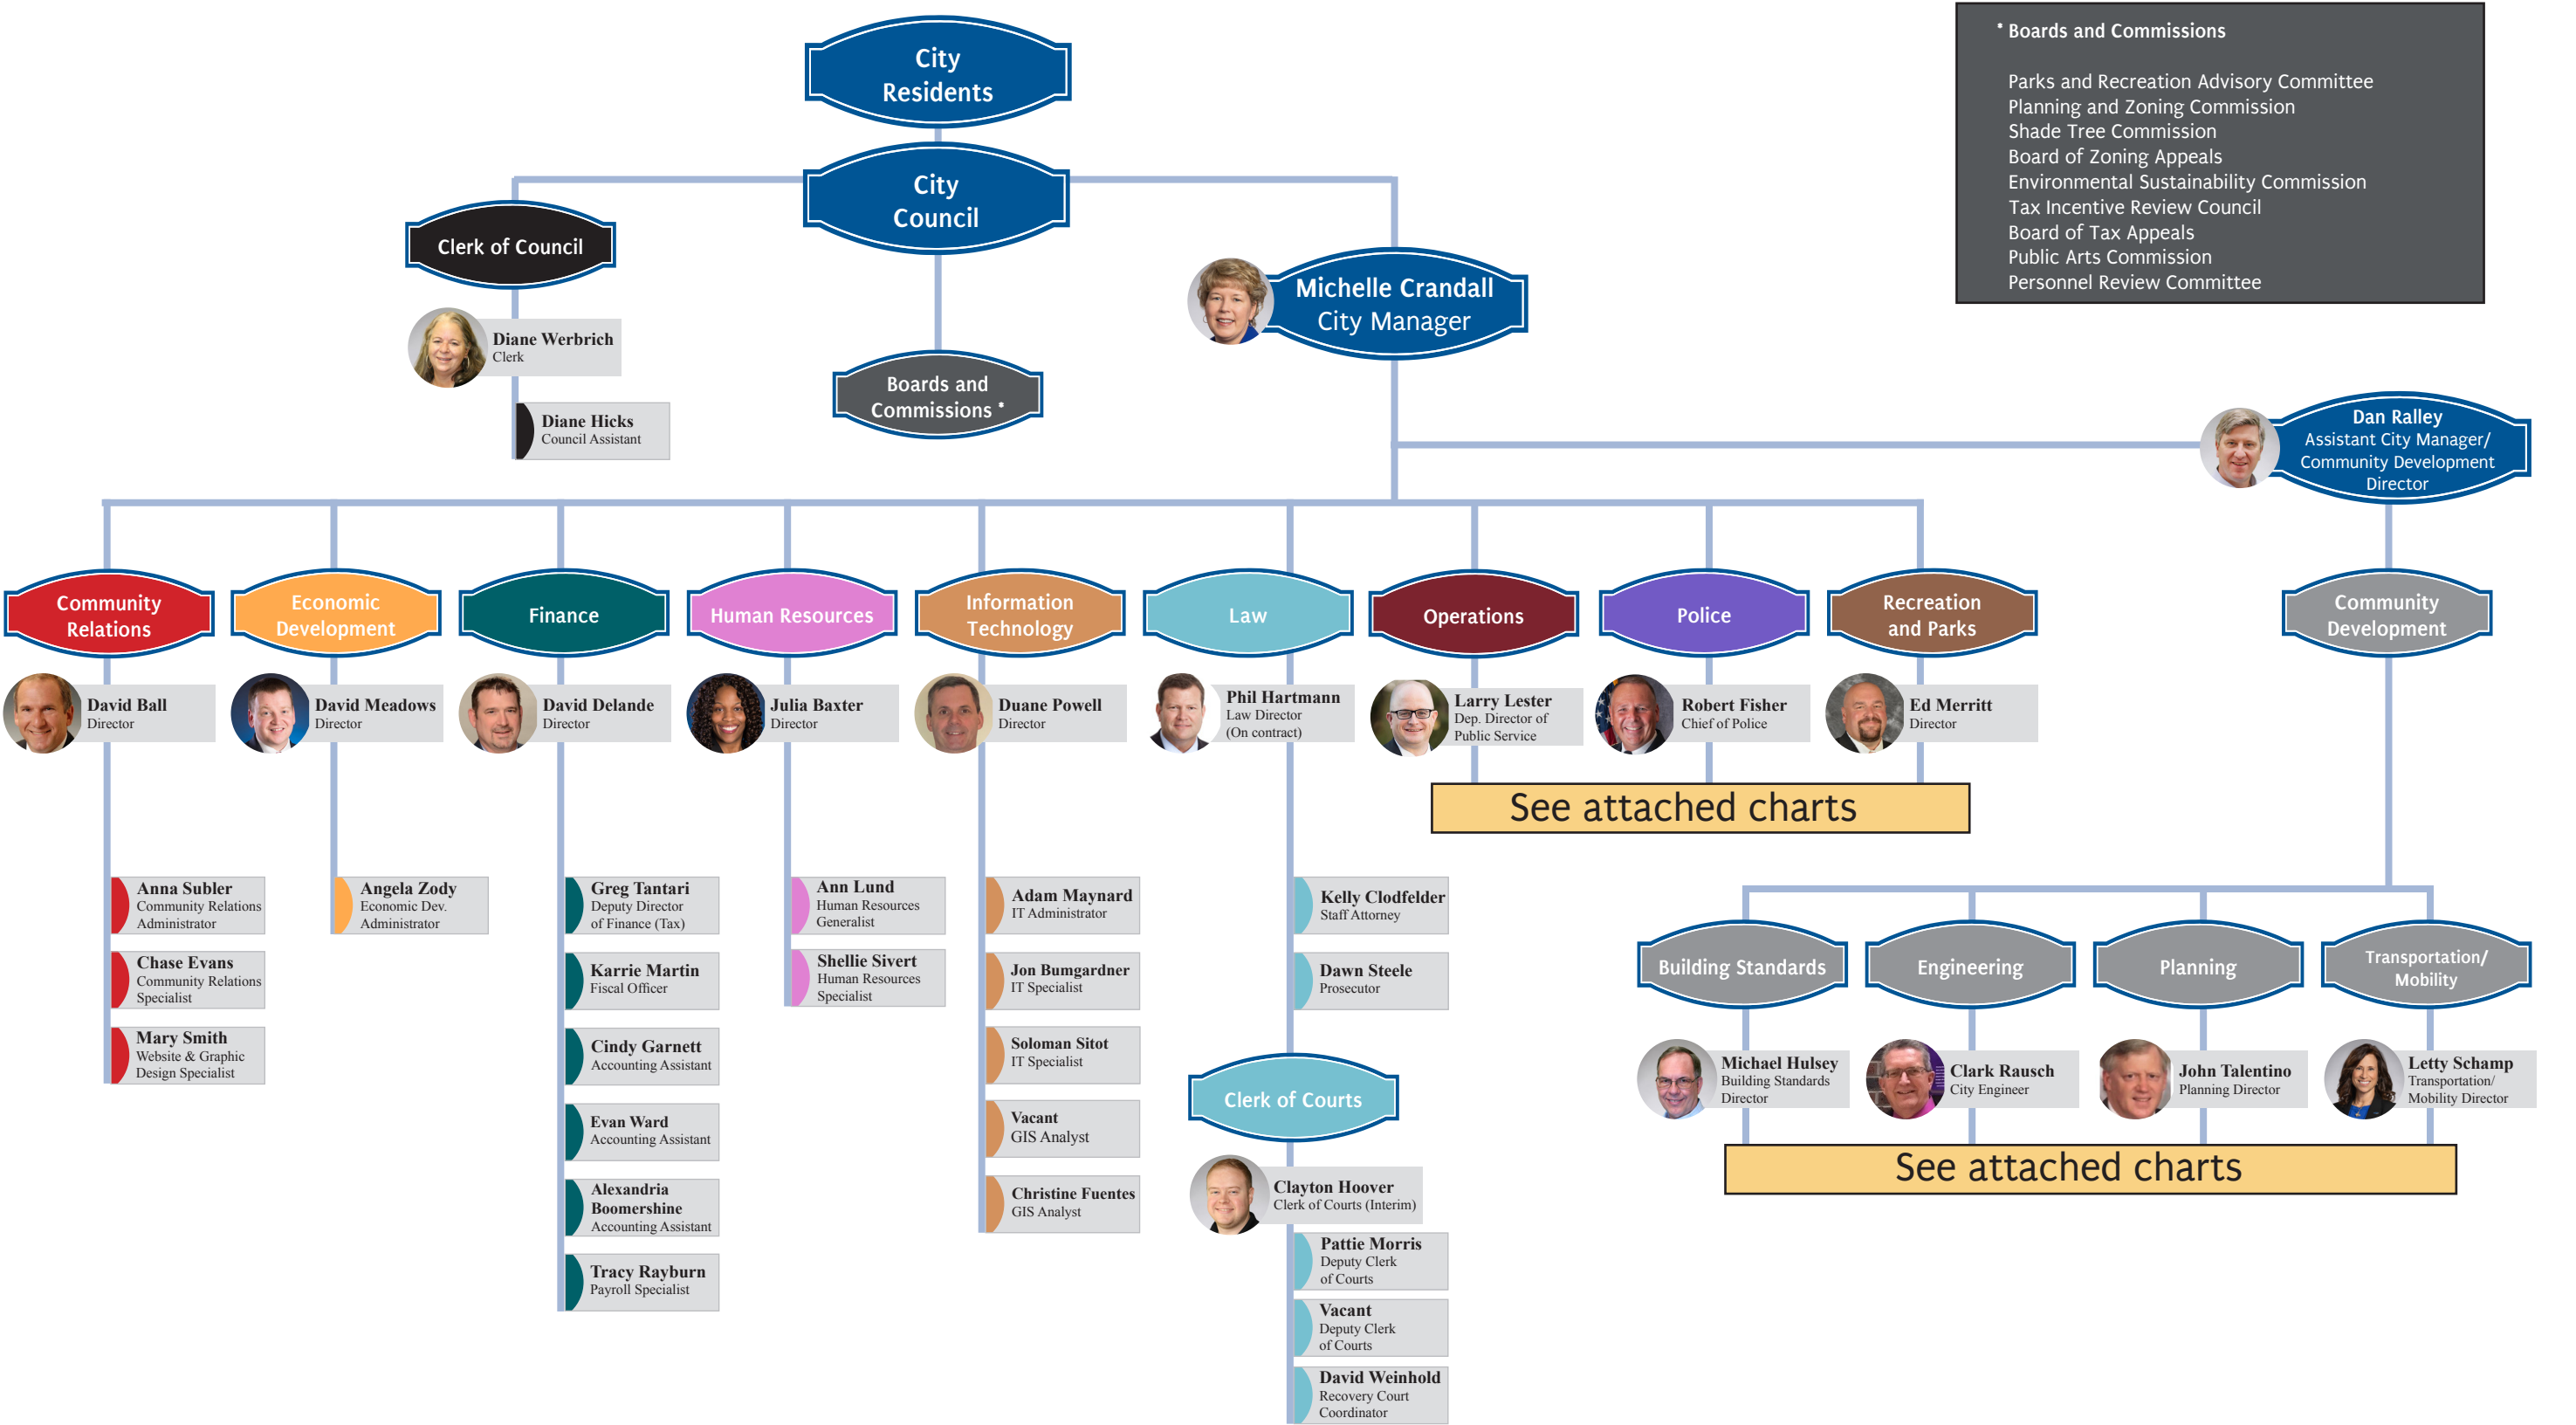 City
Residents
* Boards and Commissions
Parks and Recreation Advisory Committee
Planning and Zoning Commission
Shade Tree Commission
Board of Zoning Appeals
Environmental Sustainability Commission
Tax Incentive Review Council
Board of Tax Appeals
Public Arts Commission
Personnel Review Committee
City
Council
Clerk of Council
Diane Werbrich
Clerk
Diane Hicks
Council Assistant
Boards and
Commissions *
Michelle Crandall
City Manager
Dan Ralley
Assistant City Manager/
Community Development
Director
Community
Relations
David Ball
Director
Anna Subler
Community Relations
Administrator
Chase Evans
Community Relations
Specialist
Mary Smith
Website & Graphic
Design Specialist
Economic
Development
David Meadows
Director
Angela Zody
Economic Dev.
Administrator
Finance
David Delande
Director
Greg Tantari
Deputy Director
of Finance (Tax)
Karrie Martin
Fiscal Officer
Cindy Garnett
Accounting Assistant
Evan Ward
Accounting Assistant
Alexandria
Boomershine
Accounting Assistant
Tracy Rayburn
Payroll Specialist
Human Resources
Julia Baxter
Director
Ann Lund
Human Resources
Generalist
Shellie Sivert
Human Resources
Specialist
Information
Technology
Duane Powell
Director
Adam Maynard
IT Administrator
Jon Bumgardner
IT Specialist
Soloman Sitot
IT Specialist
Vacant
GIS Analyst
Christine Fuentes
GIS Analyst
Law
Phil Hartmann
Law Director
(On contract)
Kelly Clodfelder
Staff Attorney
Dawn Steele
Prosecutor
Clerk of Courts
Clayton Hoover
Clerk of Courts (Interim)
Pattie Morris
Deputy Clerk
of Courts
Vacant
Deputy Clerk
of Courts
David Weinhold
Recovery Court
Coordinator
Operations
Larry Lester
Dep. Director of
Public Service
Police
Robert Fisher
Chief of Police
Recreation
and Parks
Ed Merritt
Director
See attached charts
Community
Development
Building Standards
Michael Hulsey
Building Standards
Director
Engineering
Clark Rausch
City Engineer
Planning
John Talentino
Planning Director
Transportation/
Mobility
Letty Schamp
Transportation/
Mobility Director
See attached charts